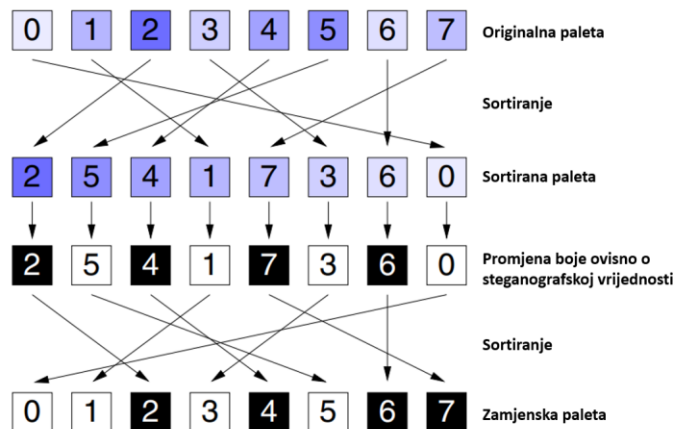 0 1 2 3 4 5 6 7 Originalna paleta
Sortiranje
2 5 4 1 7 3 6 0 Sortirana paleta
2 5 4 1 7 3 6 0 Promjena boje ovisno o
steganografskoj vrijednosti
Sortiranje
0 1 2 3 4 5 6 7 Zamjenska paleta